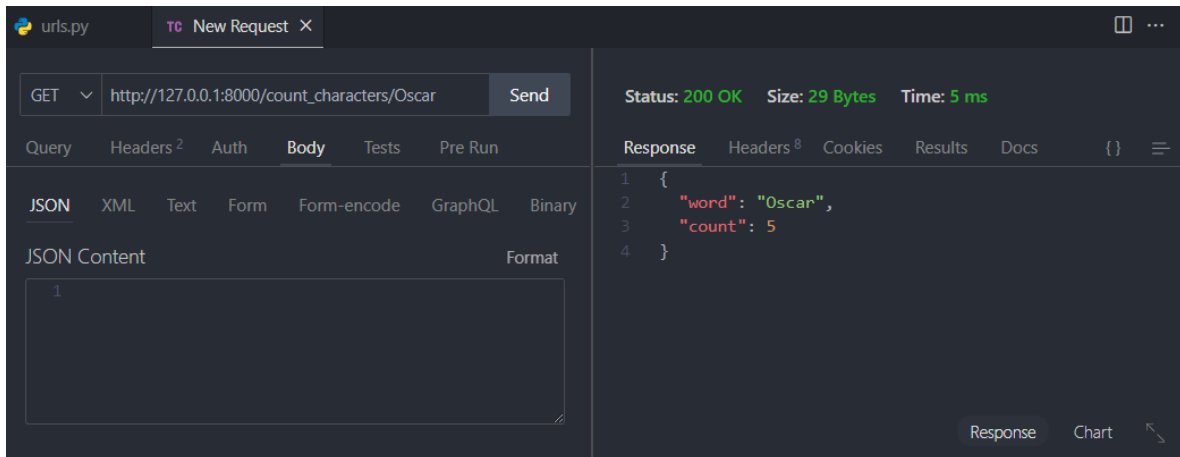 urls.py TC New Request ×
GET http://127.0.0.1:8000/count_characters/Oscar Send
Query Headers 2 Auth Body Tests Pre Run
JSON XML Text Form Form-encode GraphQL Binary
JSON Content Format
1
Status: 200 OK Size: 29 Bytes Time: 5 ms
Response Headers 8 Cookies Results Docs {}
1 {
2 "word": "Oscar",
3 "count": 5
4 }
Response Chart